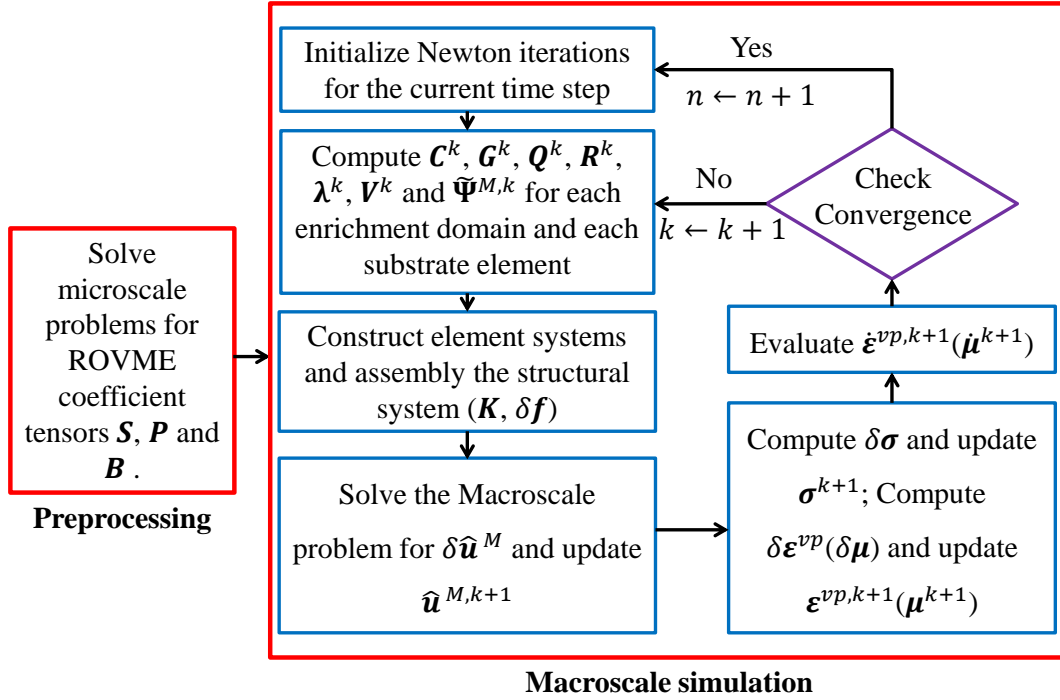 Solve
microscale
problems for
ROVME
coefficient
tensors S, P and
B .
Preprocessing
Initialize Newton iterations
for the current time step
Compute C^k, G^k, Q^k, R^k,
λ^k, V^k and Ψ̃^{M,k} for each
enrichment domain and each
substrate element
Construct element systems
and assembly the structural
system (K, δf)
Solve the Macroscale
problem for δû^M and update
û^{M,k+1}
Compute δσ and update
σ^{k+1}; Compute
δε^{vp}(δμ) and update
ε^{vp,k+1}(μ^{k+1})
Evaluate ε̇^{vp,k+1}(μ̇^{k+1})
Check
Convergence
No
k ← k + 1
Yes
n ← n + 1
Macroscale simulation